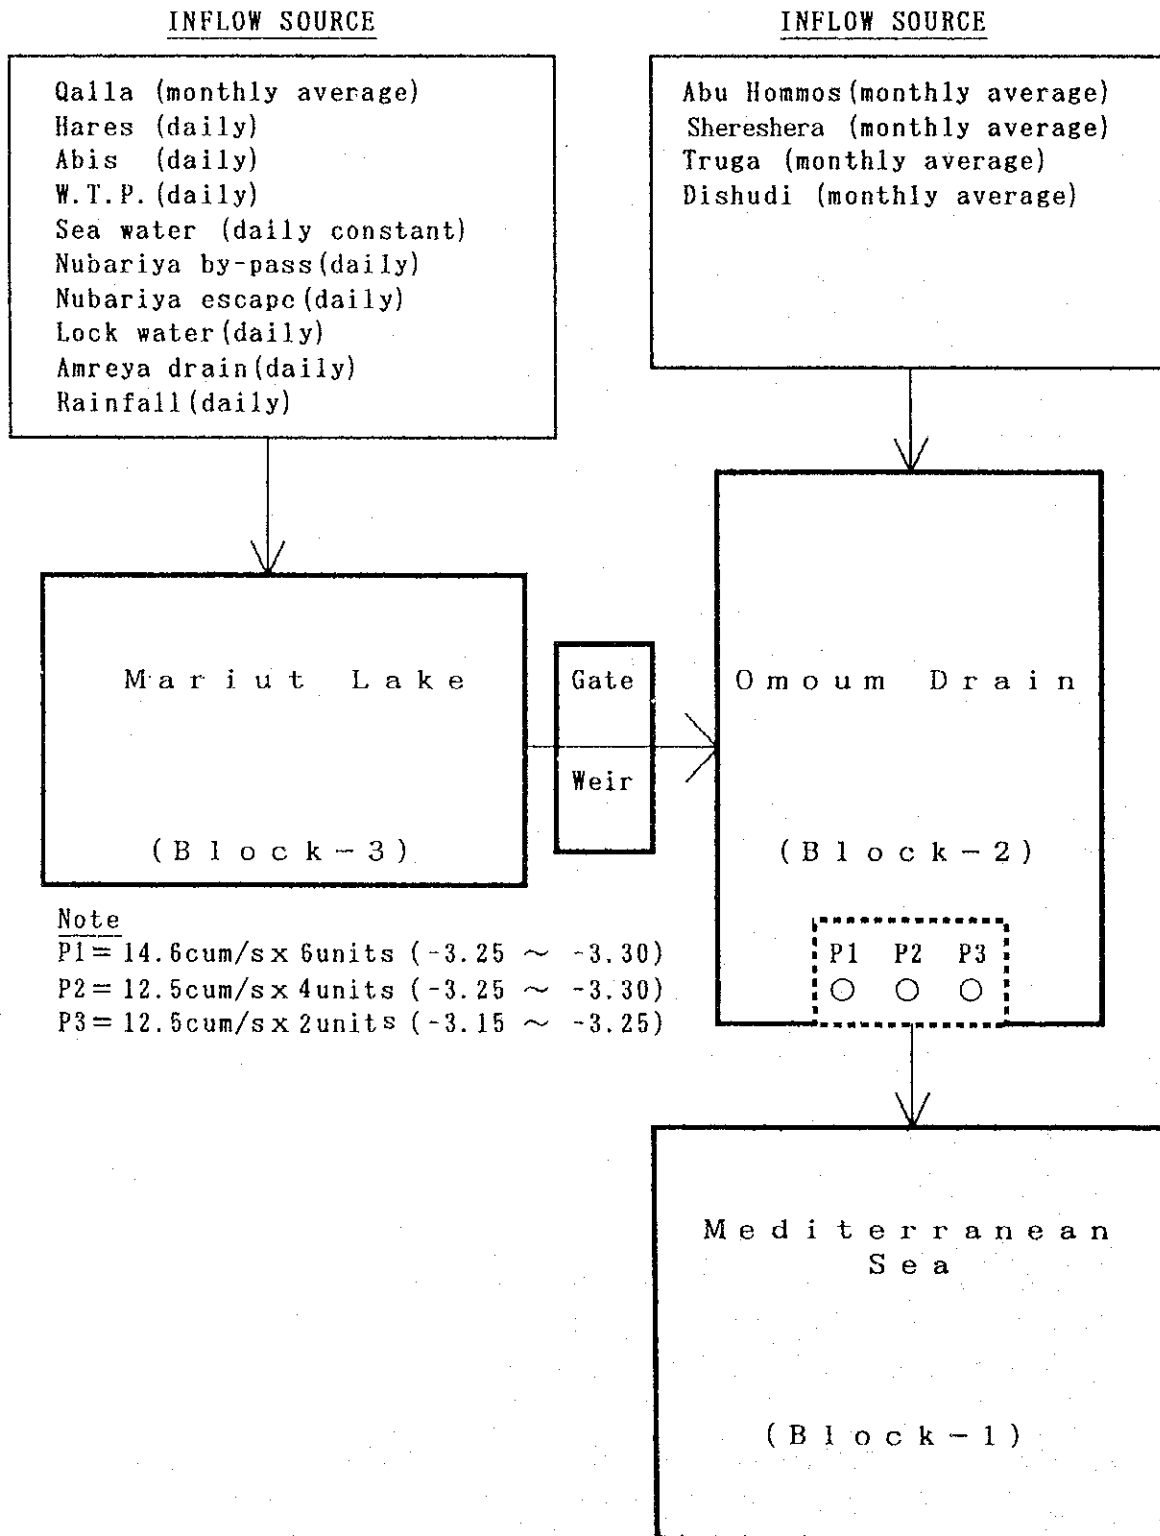 INFLOW SOURCE
Qalla (monthly average)
Hares (daily)
Abis (daily)
W.T.P. (daily)
Sea water (daily constant)
Nubariya by-pass (daily)
Nubariya escape (daily)
Lock water (daily)
Amreya drain (daily)
Rainfall (daily)
INFLOW SOURCE
Abu Hommos (monthly average)
Shereshera (monthly average)
Truga (monthly average)
Dishudi (monthly average)
Mariut Lake
(Block-3)
Gate
Weir
Omoum Drain
(Block-2)
P1 P2 P3
Note
P1 = 14.6cum/s x 6units (-3.25 ~ -3.30)
P2 = 12.5cum/s x 4units (-3.25 ~ -3.30)
P3 = 12.5cum/s x 2units (-3.15 ~ -3.25)
Mediterranean
Sea
(Block-1)